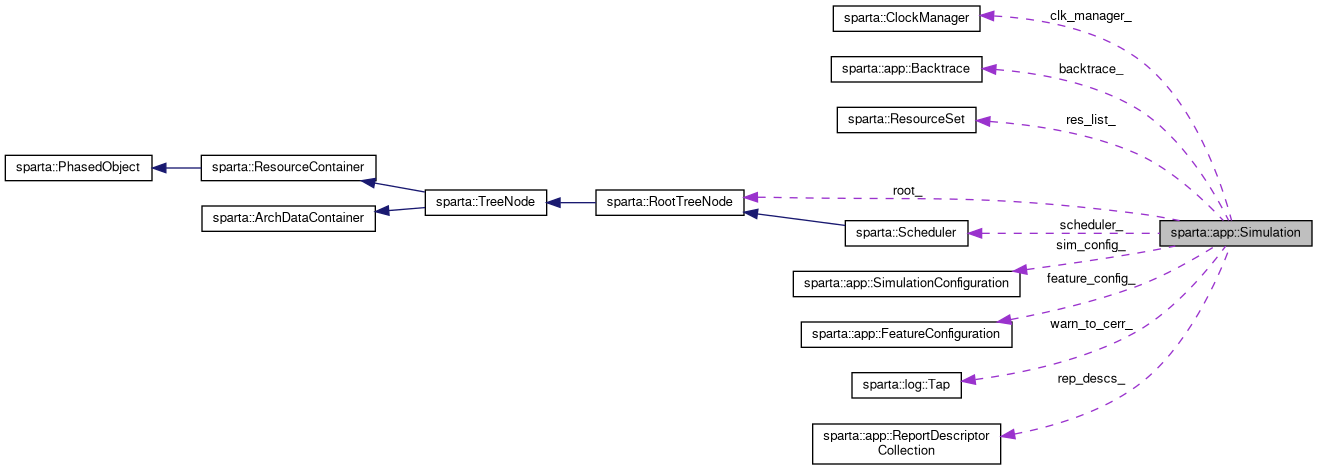 sparta::ClockManager
clk_manager_
sparta::app::Backtrace
backtrace_
sparta::ResourceSet
res_list_
sparta::PhasedObject
sparta::ResourceContainer
sparta::ArchDataContainer
sparta::TreeNode
sparta::RootTreeNode
root_
sparta::Scheduler
scheduler_
sparta::app::Simulation
sim_config_
sparta::app::SimulationConfiguration
feature_config_
sparta::app::FeatureConfiguration
warn_to_cerr_
sparta::log::Tap
rep_descs_
sparta::app::ReportDescriptor
Collection